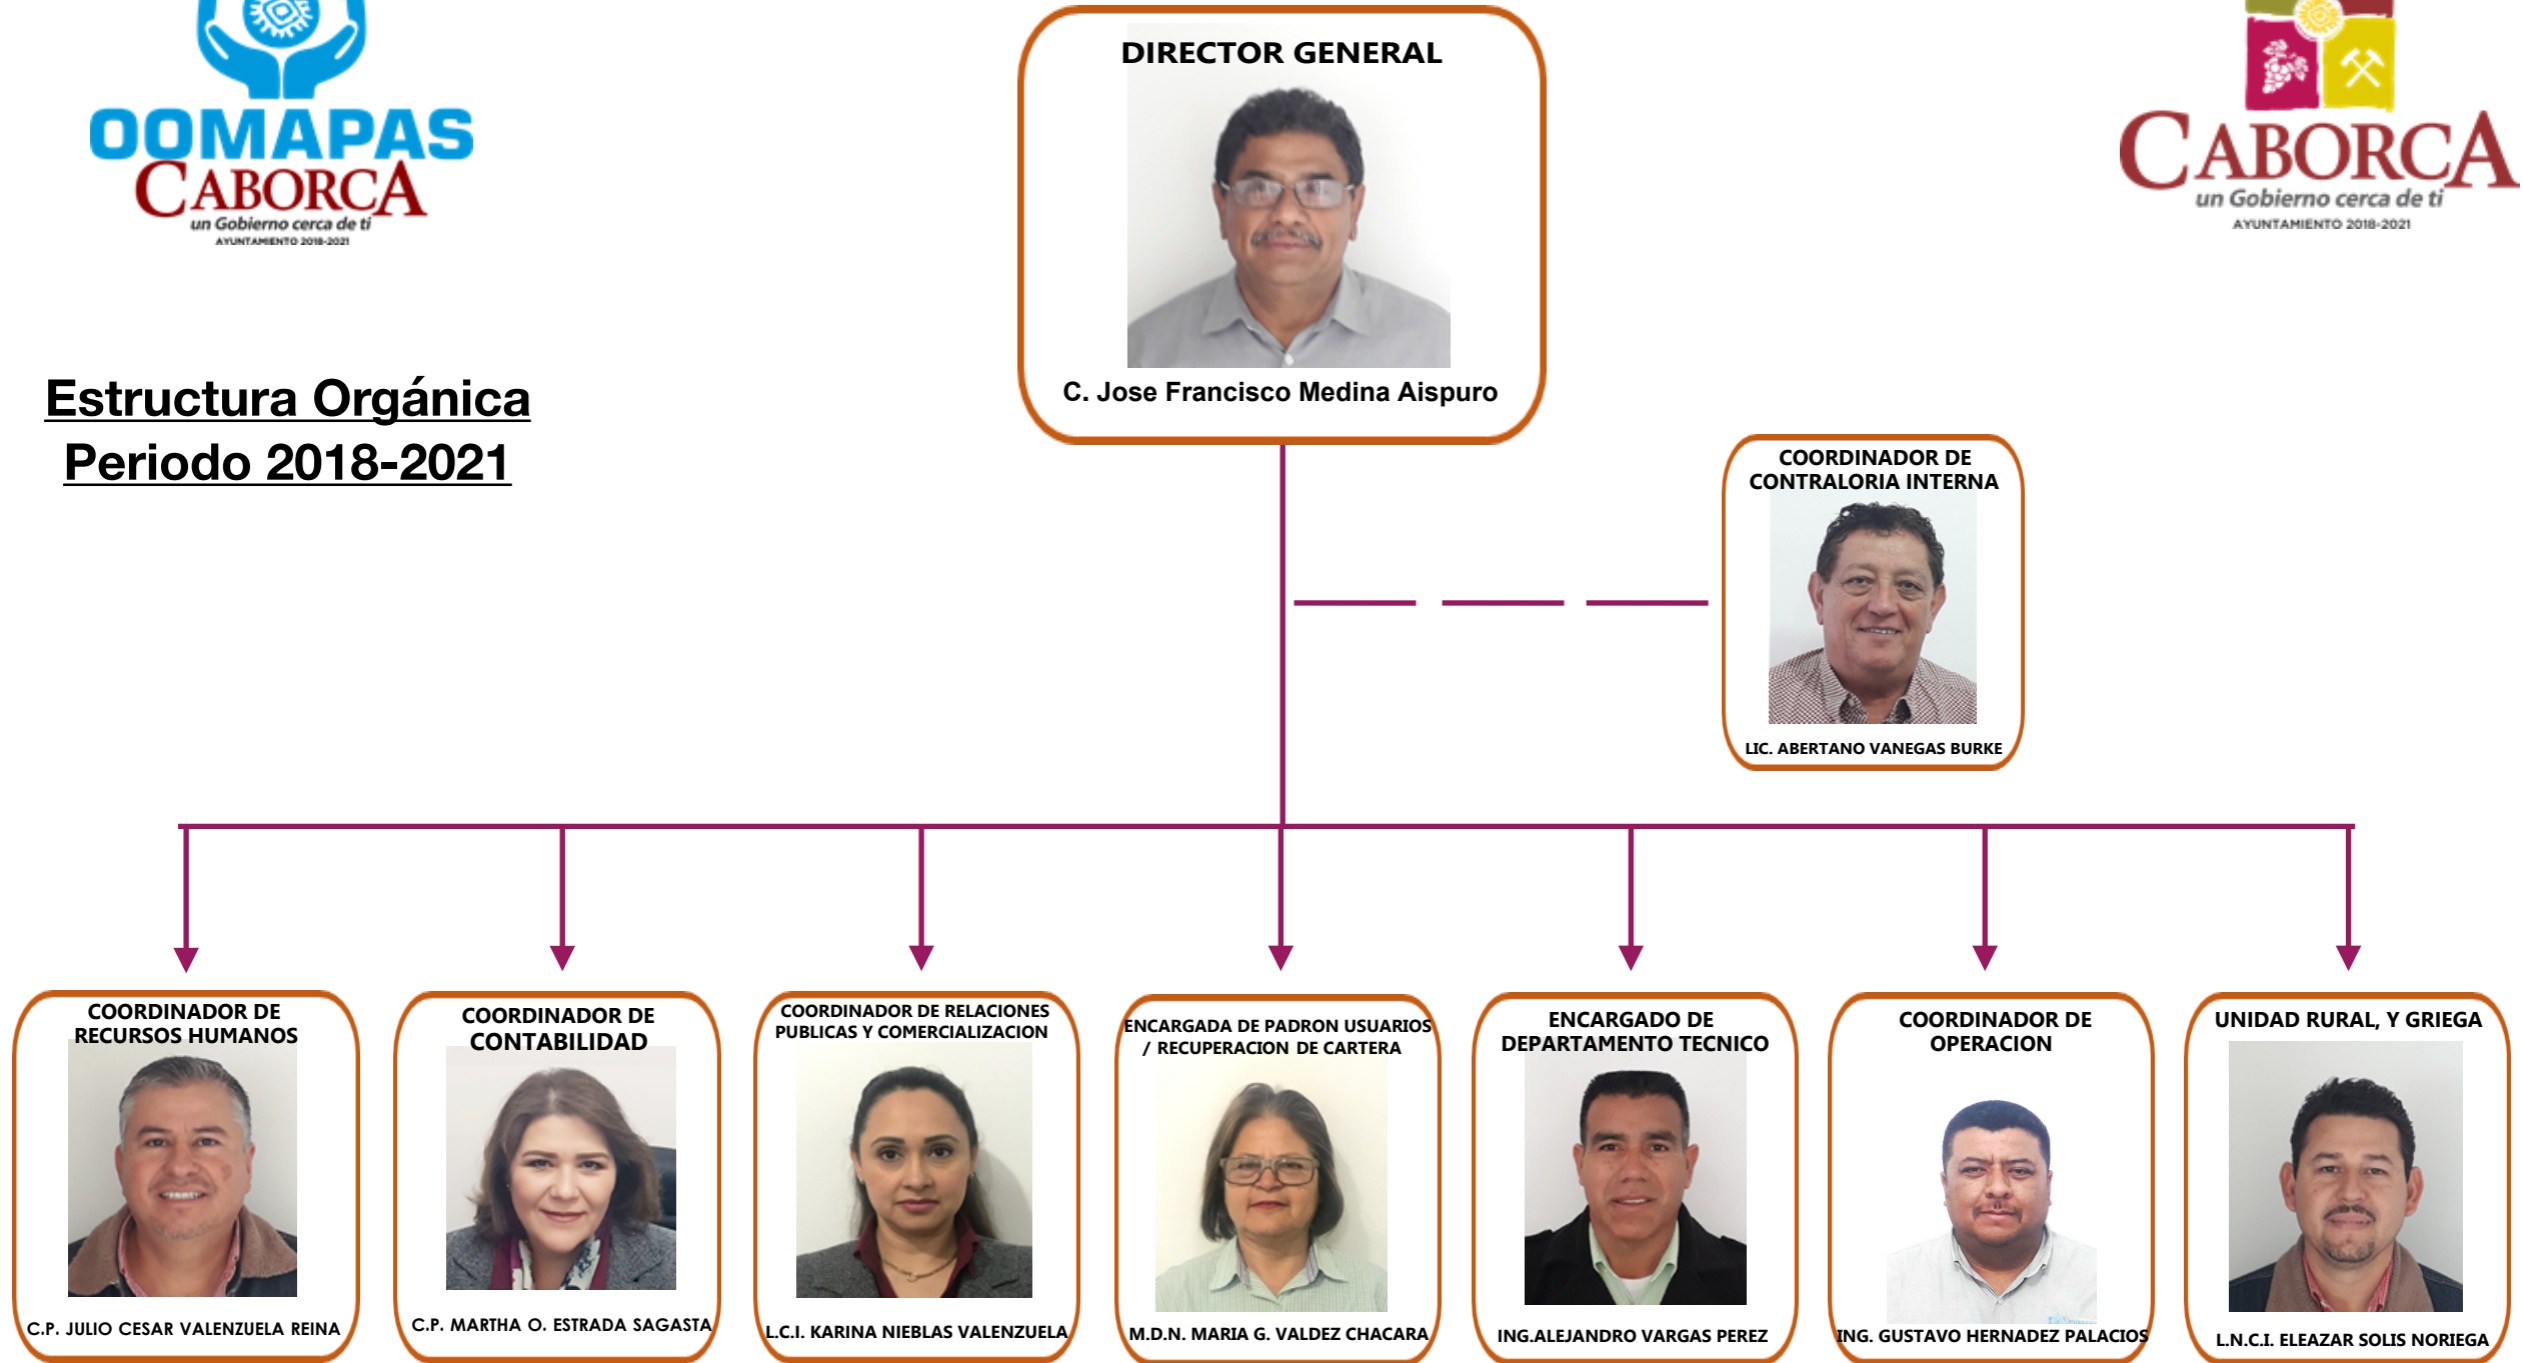 DIRECTOR GENERAL
C. Jose Francisco Medina Aispuro
OOMAPAS
CABORCA
un Gobierno cerca de ti
AYUNTAMIENTO 2018-2021
CABORCA
un Gobierno cerca de ti
AYUNTAMIENTO 2018-2021
Estructura Orgánica
Periodo 2018-2021
COORDINADOR DE
CONTRALORIA INTERNA
LIC. ABERTANO VANEGAS BURKE
COORDINADOR DE
RECURSOS HUMANOS
C.P. JULIO CESAR VALENZUELA REINA
COORDINADOR DE
CONTABILIDAD
C.P. MARTHA O. ESTRADA SAGASTA
COORDINADOR DE RELACIONES
PUBLICAS Y COMERCIALIZACION
L.C.I. KARINA NIEBLAS VALENZUELA
ENCARGADA DE PADRON USUARIOS
/ RECUPERACION DE CARTERA
M.D.N. MARIA G. VALDEZ CHACARA
ENCARGADO DE
DEPARTAMENTO TECNICO
ING.ALEJANDRO VARGAS PEREZ
COORDINADOR DE
OPERACION
ING. GUSTAVO HERNADEZ PALACIOS
UNIDAD RURAL, Y GRIEGA
L.N.C.I. ELEAZAR SOLIS NORIEGA